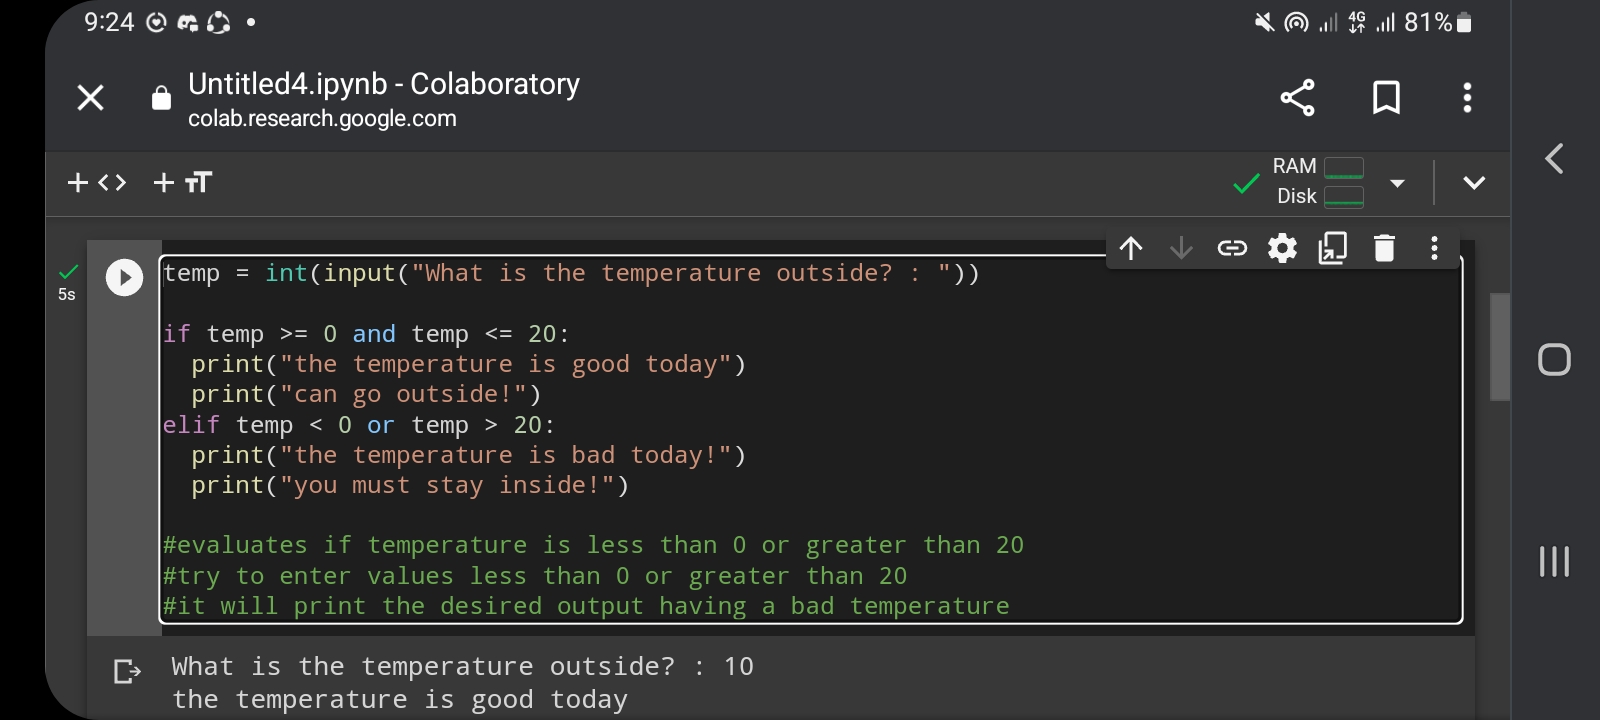 9:24
4G 81%
Untitled4.ipynb - Colaboratory
colab.research.google.com
RAM
Disk
5s
temp = int(input("What is the temperature outside? : "))
if temp >= 0 and temp <= 20:
  print("the temperature is good today")
  print("can go outside!")
elif temp < 0 or temp > 20:
  print("the temperature is bad today!")
  print("you must stay inside!")
#evaluates if temperature is less than 0 or greater than 20
#try to enter values less than 0 or greater than 20
#it will print the desired output having a bad temperature
What is the temperature outside? : 10
the temperature is good today